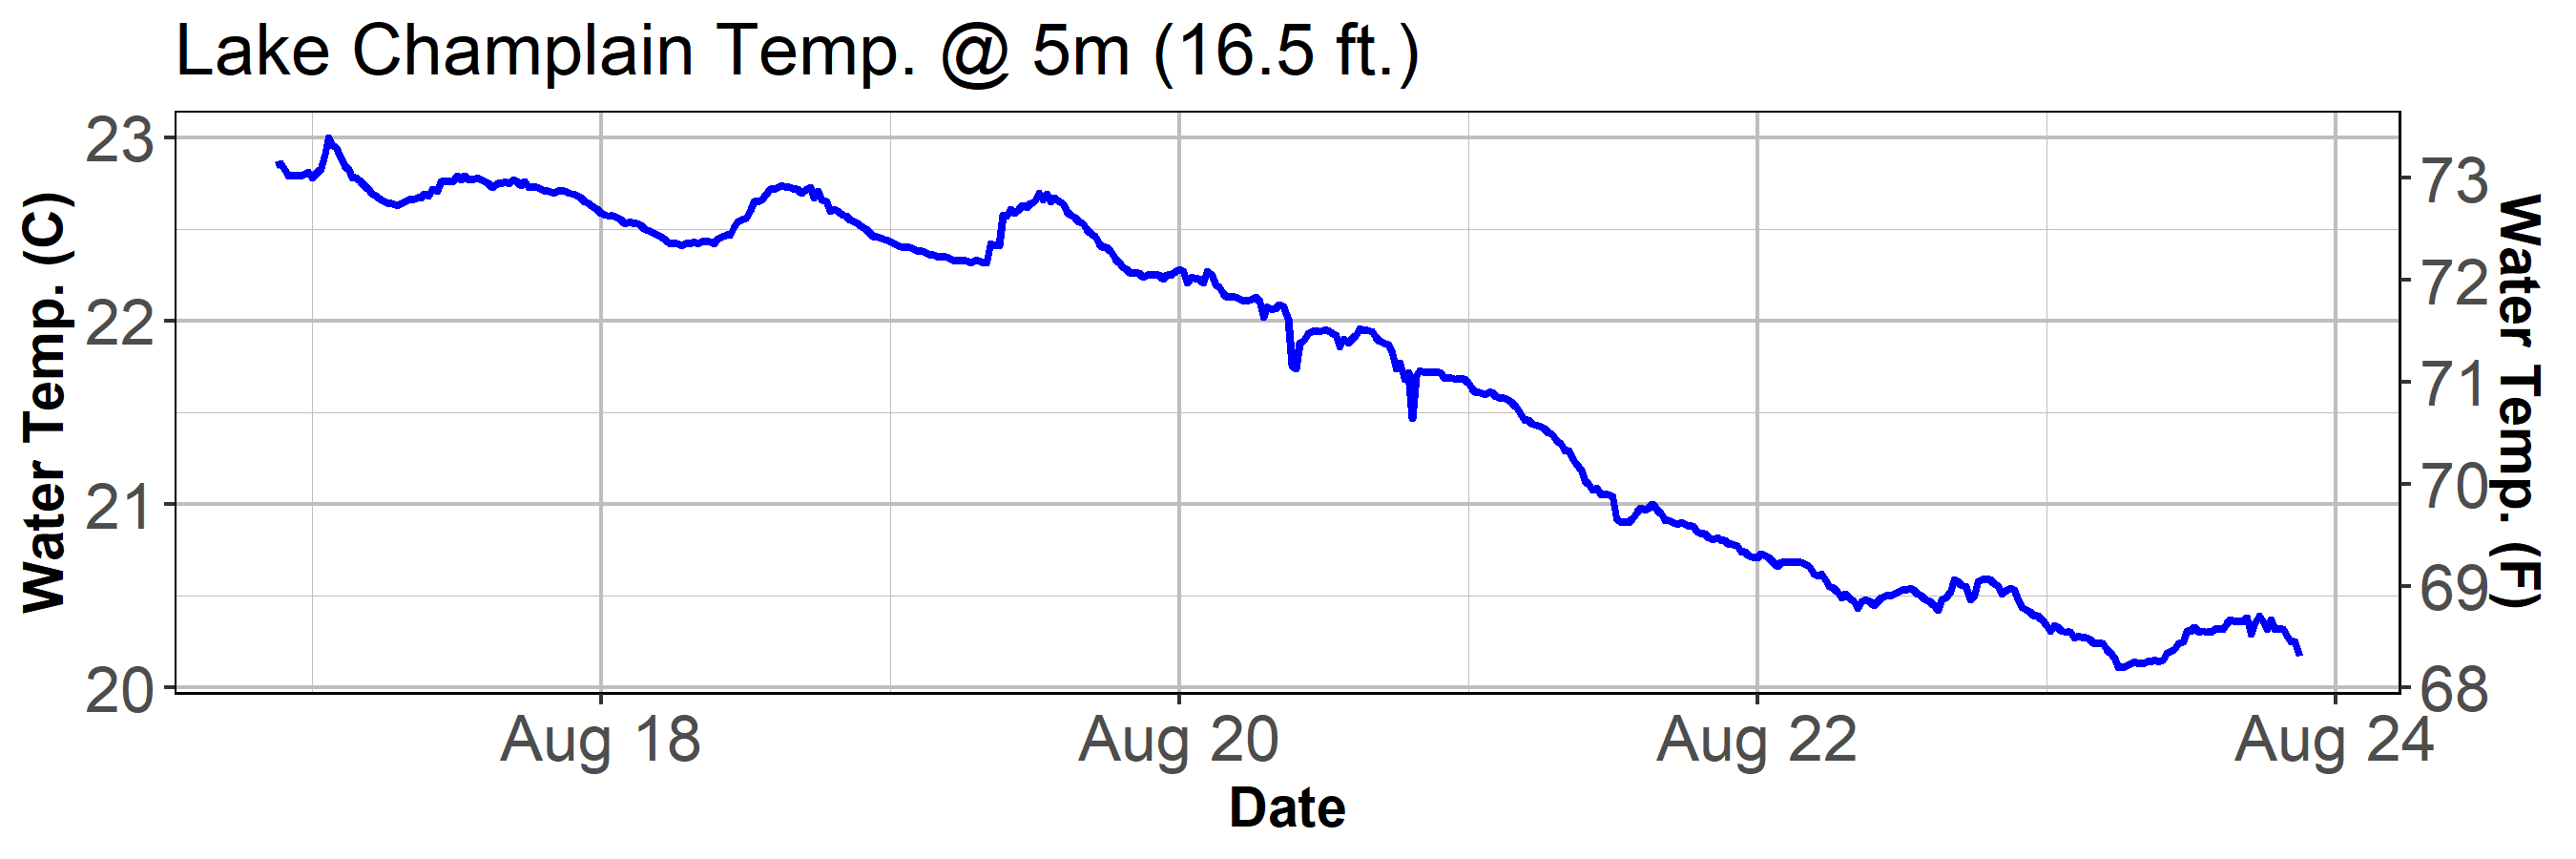 Lake Champlain Temp. @ 5m (16.5 ft.)
Water Temp. (C)
23
22
21
20
73
72
71
70
69
68
Water Temp. (F)
Aug 18
Aug 20
Aug 22
Aug 24
Date